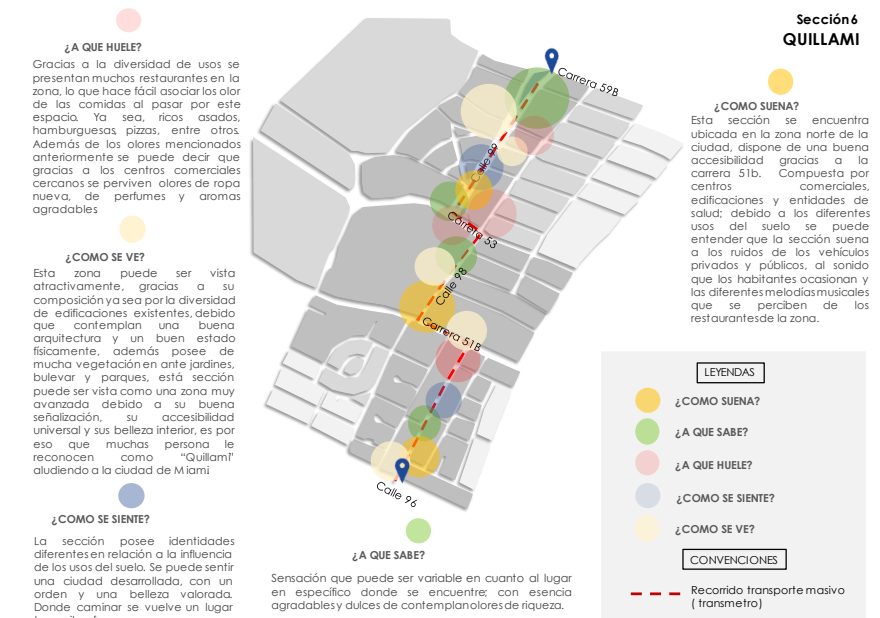 Sección6
QUILLAMI
¿A QUE HUELE?
Gracias a la diversidad de usos se
presentan muchos restaurantes en la
zona, lo que hace fácil asociar los olor
de las comidas al pasar por este
espacio. Ya sea, ricos asados,
hamburguesas, pizzas, entre otros.
Además de los olores mencionados
anteriormente se puede decir que
gracias a los centros comerciales
cercanos se perviven olores de ropa
nueva, de perfumes y aromas
agradables
¿COMO SE VE?
Esta zona puede ser vista
atractivamente, gracias a su
composición ya sea por la diversidad
de edificaciones existentes, debido
que contemplan una buena
arquitectura y un buen estado
físicamente, además posee de
mucha vegetación en ante jardines,
bulevar y parques, está sección
puede ser vista como una zona muy
avanzada debido a su buena
señalización, su accesibilidad
universal y sus belleza interior, es por
eso que muchas persona le
reconocen como “Quillami”
aludiendo a la ciudad de Miami
¿COMO SE SIENTE?
La sección posee identidades
diferentes en relación a la influencia
de los usos del suelo. Se puede sentir
una ciudad desarrollada, con un
orden y una belleza valorada.
Donde caminar se vuelve un lugar
Carrera 59B
Calle 99
Carrera 53
Calle 98
Carrera 51B
Calle 96
¿A QUE SABE?
Sensación que puede ser variable en cuanto al lugar
en específico donde se encuentre; con esencia
agradables y dulces de contemplan olores de riqueza.
¿COMO SUENA?
Esta sección se encuentra
ubicada en la zona norte de la
ciudad, dispone de una buena
accesibilidad gracias a la
carrera 51b. Compuesta por
centros comerciales,
edificaciones y entidades de
salud; debido a los diferentes
usos del suelo se puede
entender que la sección suena
a los ruidos de los vehículos
privados y públicos, al sonido
que los habitantes ocasionan y
las diferentes melodías musicales
que se perciben de los
restaurantes de la zona.
LEYENDAS
¿COMO SUENA?
¿A QUE SABE?
¿A QUE HUELE?
¿COMO SE SIENTE?
¿COMO SE VE?
CONVENCIONES
Recorrido transporte masivo
( transmetro)